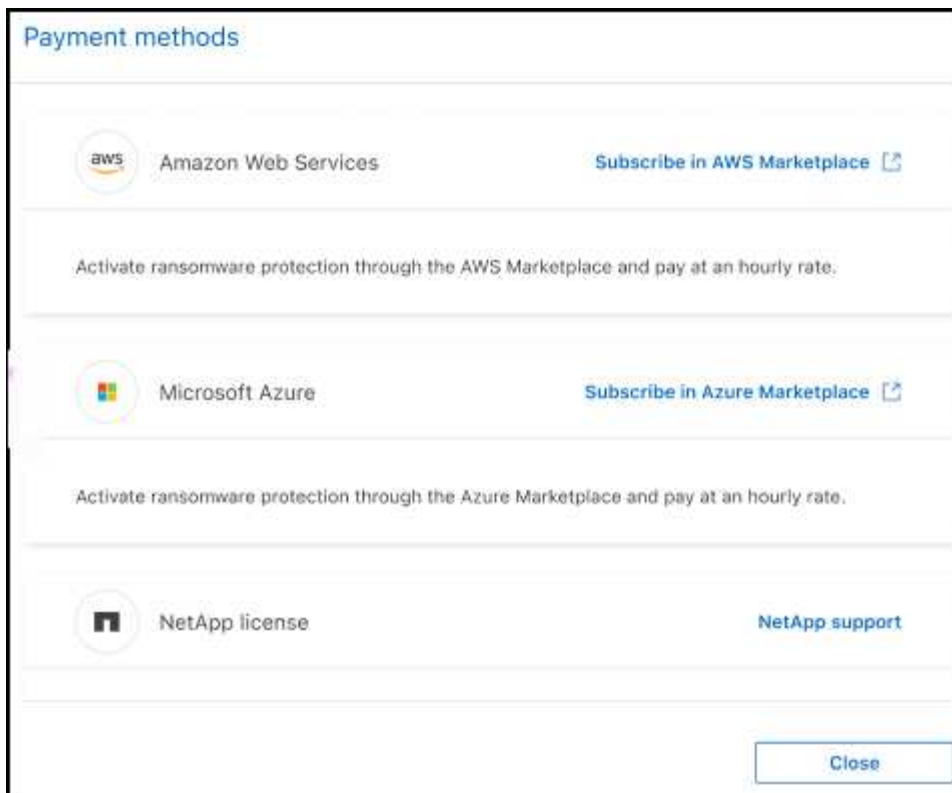 Payment methods
aws Amazon Web Services Subscribe in AWS Marketplace
Activate ransomware protection through the AWS Marketplace and pay at an hourly rate.
Microsoft Azure Subscribe in Azure Marketplace
Activate ransomware protection through the Azure Marketplace and pay at an hourly rate.
NetApp license NetApp support
Close